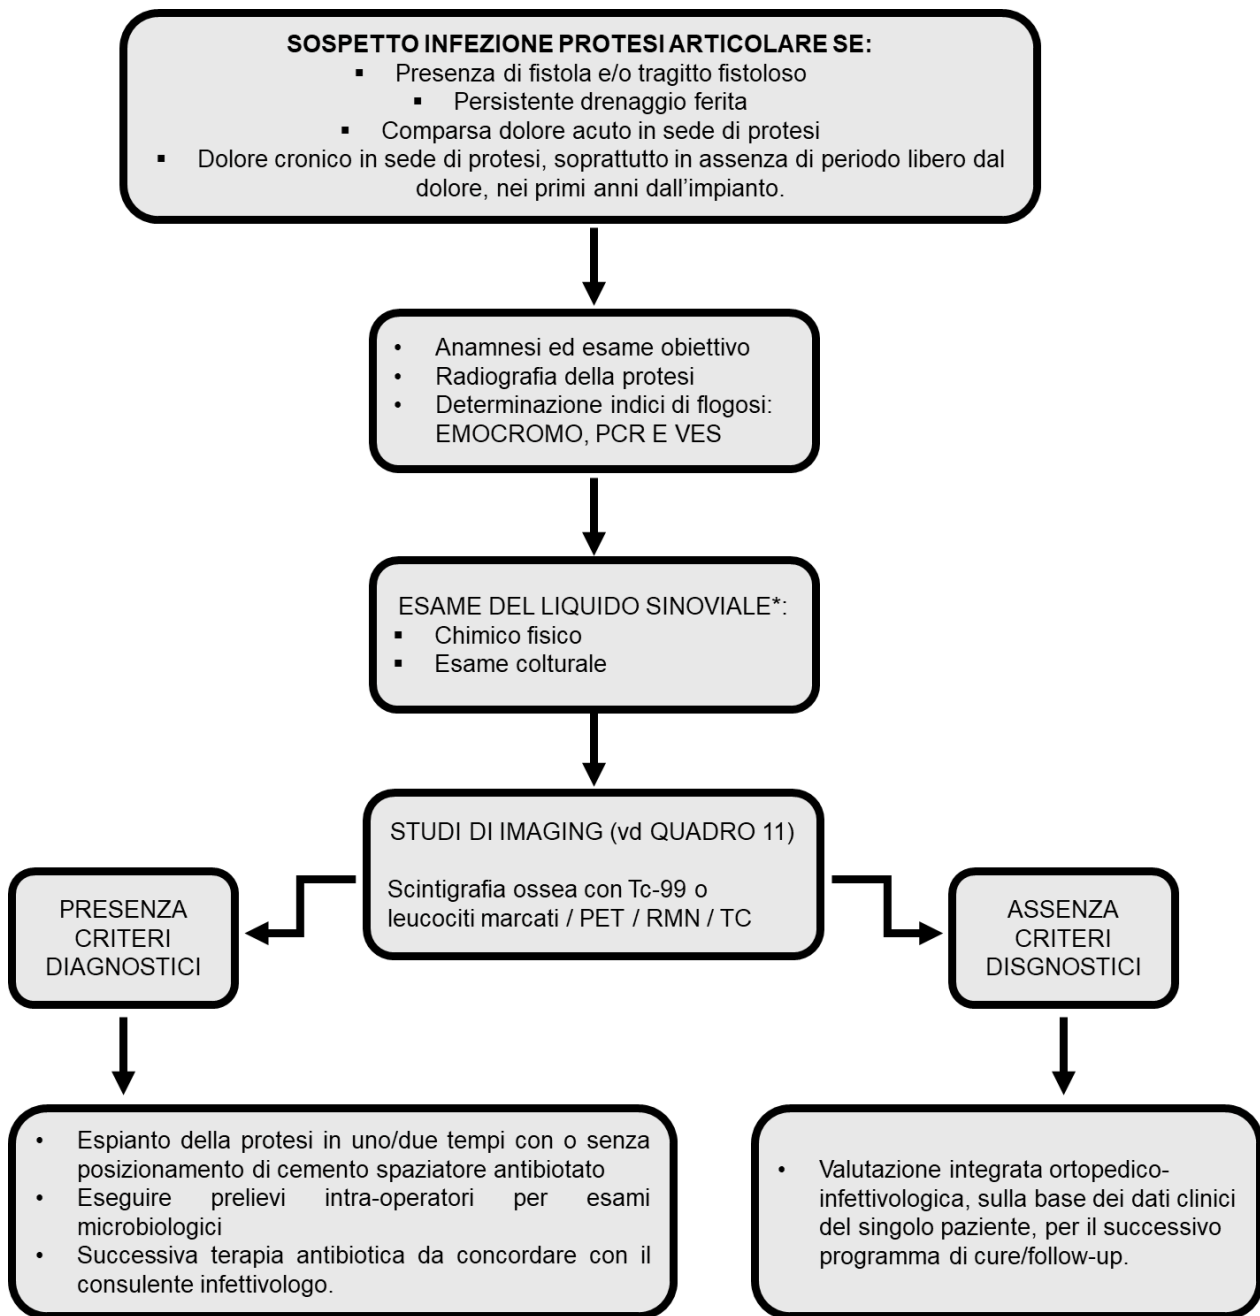 SOSPETTO INFEZIONE PROTESI ARTICOLARE SE:
▪ Presenza di fistola e/o tragitto fistoloso
▪ Persistente drenaggio ferita
▪ Comparsa dolore acuto in sede di protesi
▪ Dolore cronico in sede di protesi, soprattutto in assenza di periodo libero dal
dolore, nei primi anni dall’impianto.
• Anamnesi ed esame obiettivo
• Radiografia della protesi
• Determinazione indici di flogosi:
EMOCROMO, PCR E VES
ESAME DEL LIQUIDO SINOVIALE*:
▪ Chimico fisico
▪ Esame colturale
STUDI DI IMAGING (vd QUADRO 11)
Scintigrafia ossea con Tc-99 o
leucociti marcati / PET / RMN / TC
PRESENZA
CRITERI
DIAGNOSTICI
ASSENZA
CRITERI
DISGNOSTICI
• Espianto della protesi in uno/due tempi con o senza
posizionamento di cemento spaziatore antibiotato
• Eseguire prelievi intra-operatori per esami
microbiologici
• Successiva terapia antibiotica da concordare con il
consulente infettivologo.
• Valutazione integrata ortopedico-
infettivologica, sulla base dei dati clinici
del singolo paziente, per il successivo
programma di cure/follow-up.